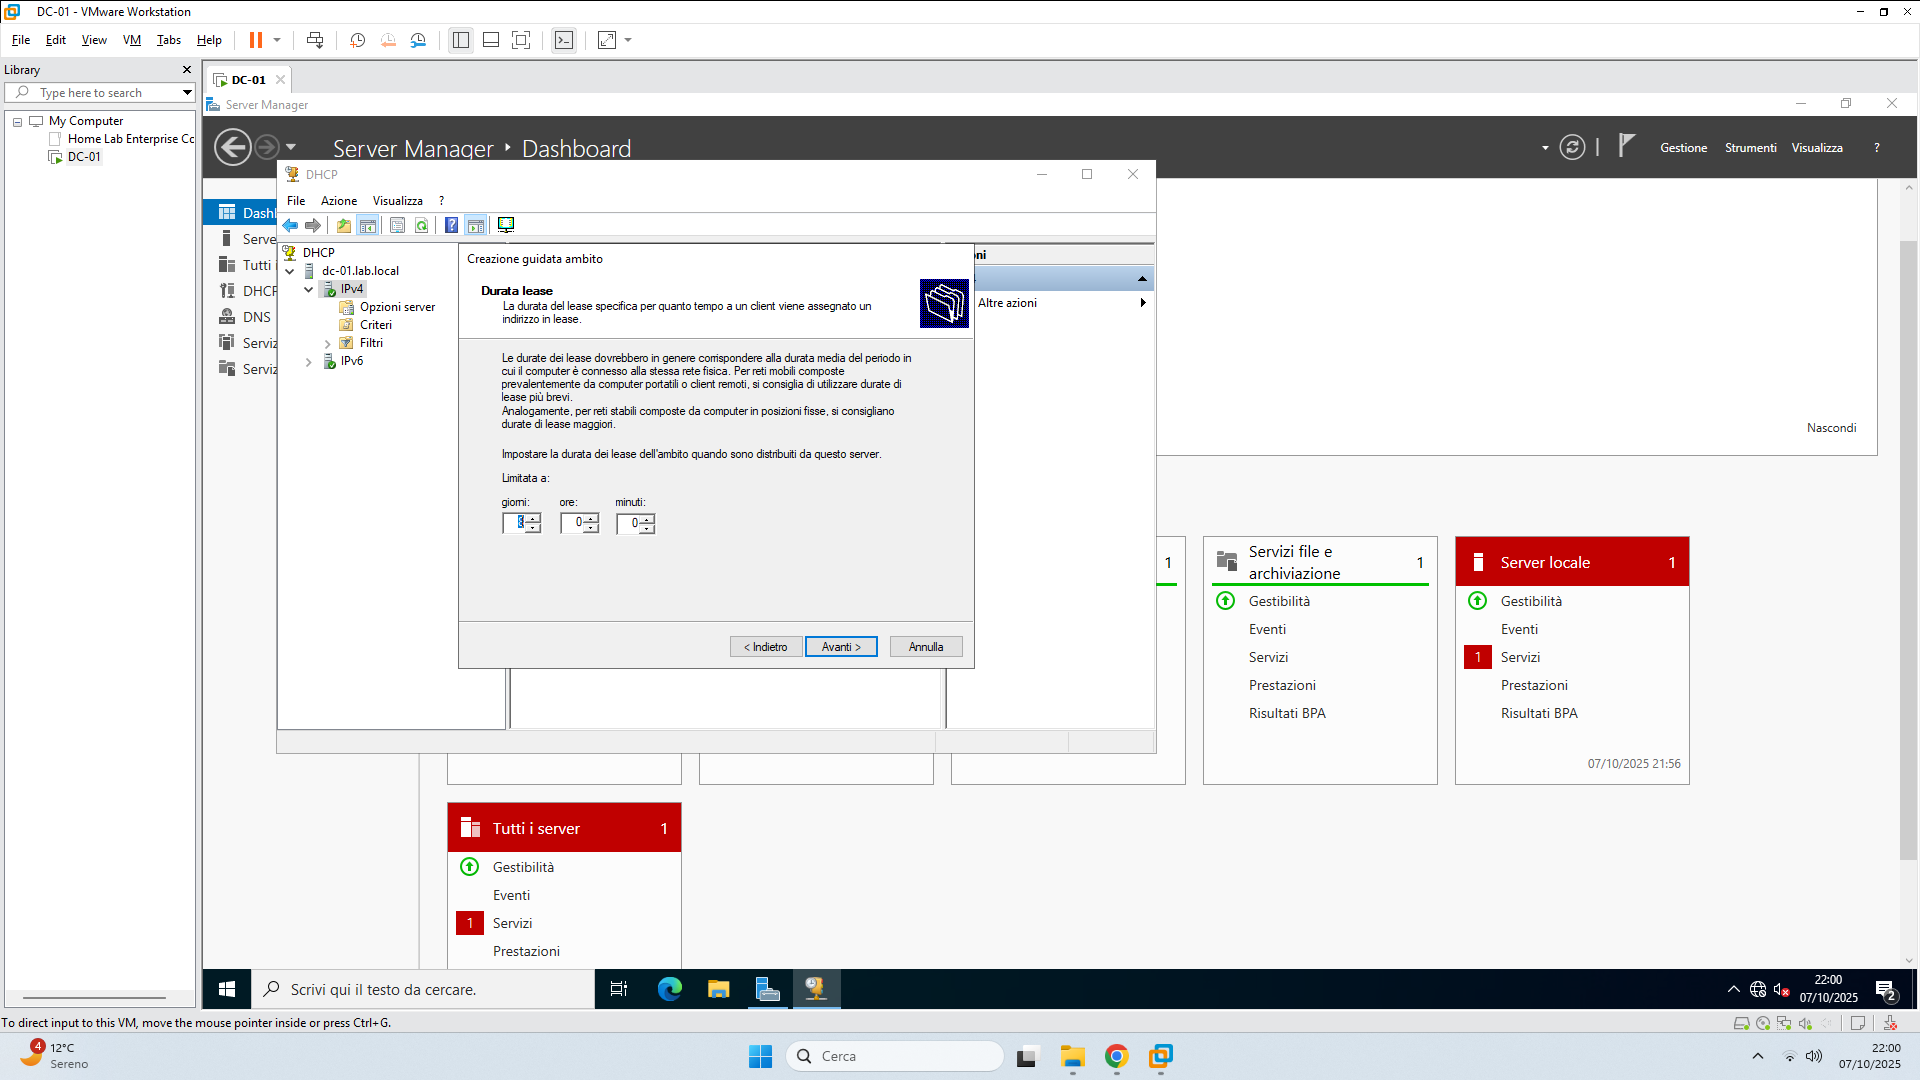 DC-01 - VMware Workstation
File Edit View VM Tabs Help
Library
Type here to search
My Computer
Home Lab Enterprise Co
DC-01
DC-01
Server Manager
Server Manager Dashboard
Gestione Strumenti Visualizza ?
Dashl
Serve
Tutti i
DHCP
DNS
Serviz
Serviz
DHCP
File Azione Visualizza ?
DHCP
dc-01.lab.local
IPv4
Opzioni server
Criteri
Filtri
IPv6
Creazione guidata ambito
Durata lease
La durata del lease specifica per quanto tempo a un client viene assegnato un
indirizzo in lease.
Le durate dei lease dovrebbero in genere corrispondere alla durata media del periodo in
cui il computer è connesso alla stessa rete fisica. Per reti mobili composte
prevalentemente da computer portatili o client remoti, si consiglia di utilizzare durate di
lease più brevi.
Analogamente, per reti stabili composte da computer in posizioni fisse, si consigliano
durate di lease maggiori.
Impostare la durata dei lease dell'ambito quando sono distribuiti da questo server.
Limitata a:
giorni: ore: minuti:
0 0
< Indietro Avanti > Annulla
oni
Altre azioni
Nascondi
1
Servizi file e
archiviazione
1
Gestibilità
Eventi
Servizi
Prestazioni
Risultati BPA
Server locale 1
Gestibilità
Eventi
1 Servizi
Prestazioni
Risultati BPA
07/10/2025 21:56
Tutti i server 1
Gestibilità
Eventi
1 Servizi
Prestazioni
Scrivi qui il testo da cercare.
22:00
07/10/2025
2
To direct input to this VM, move the mouse pointer inside or press Ctrl+G.
4
12°C
Sereno
Cerca
22:00
07/10/2025